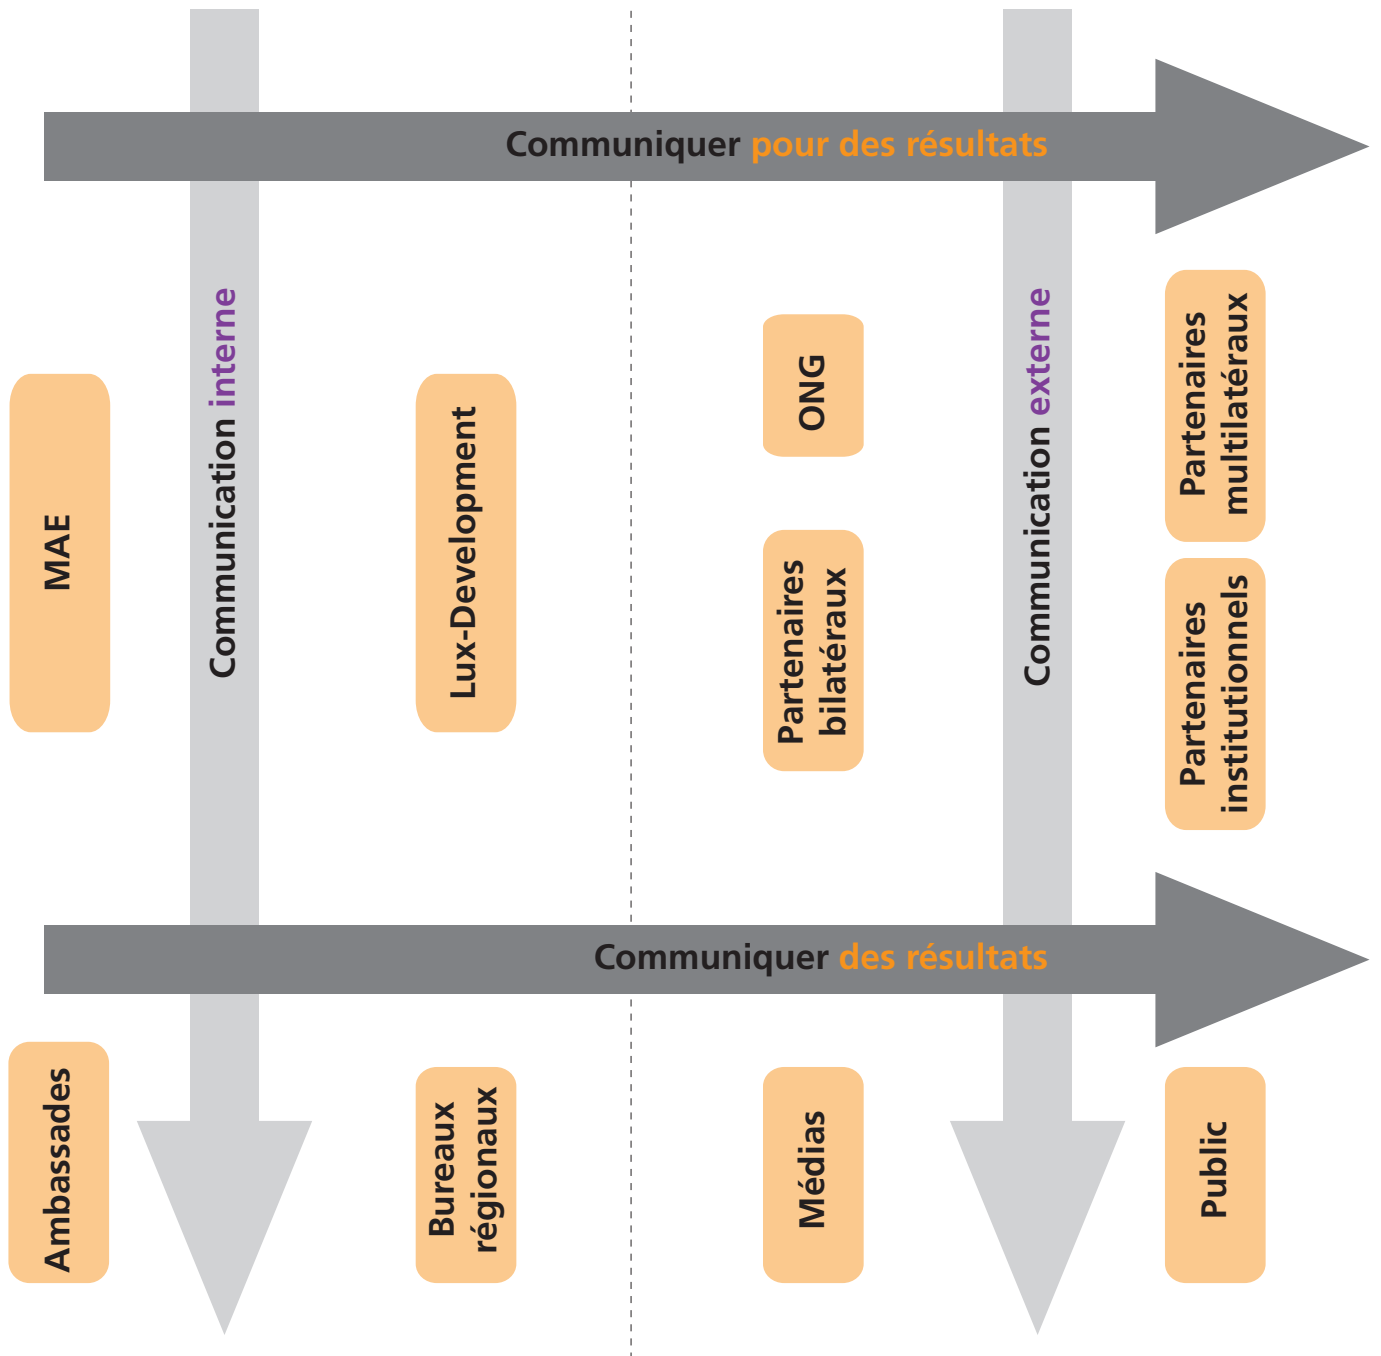 Communiquer pour des résultats
MAE
Communication interne
Lux-Development
ONG
Partenaires
bilatéraux
Communication externe
Partenaires
multilatéraux
Partenaires
institutionnels
Communiquer des résultats
Ambassades
Bureaux
régionaux
Médias
Public